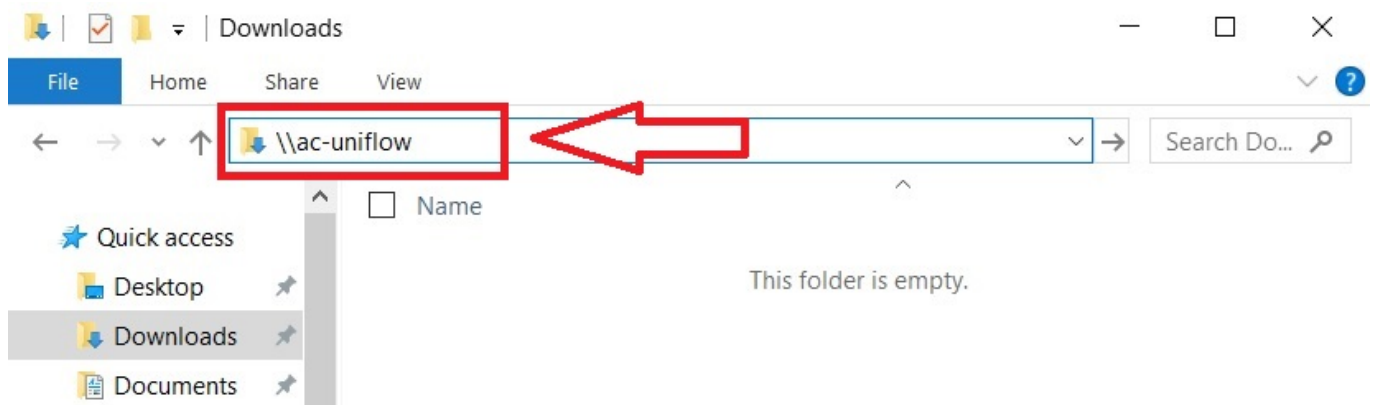 Downloads
File Home Share View
\\ac-uniflow
Search Do...
Name
Quick access
This folder is empty.
Desktop
Downloads
Documents